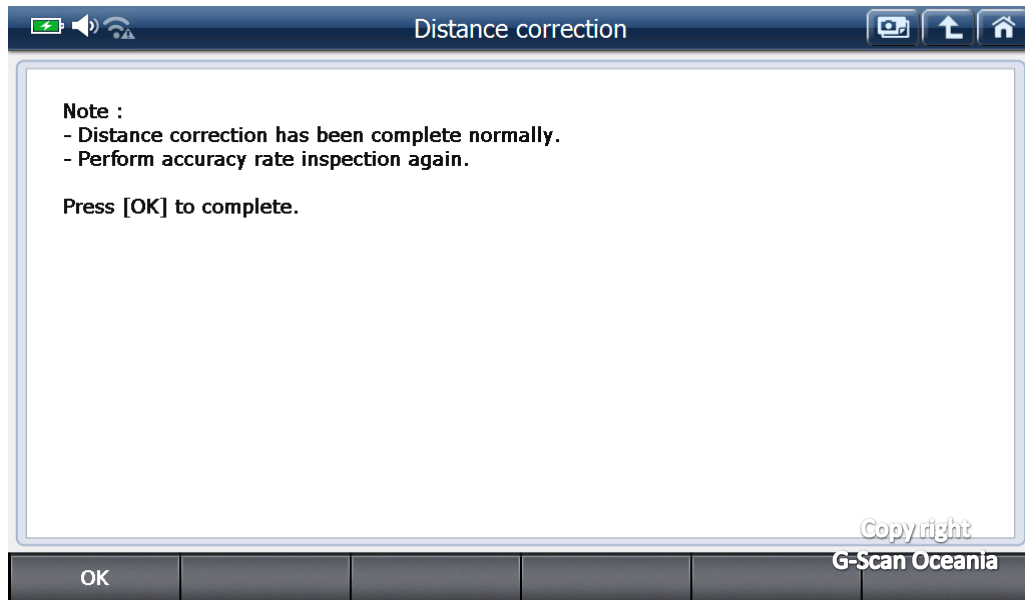 Distance correction
Note :
- Distance correction has been complete normally.
- Perform accuracy rate inspection again.
Press [OK] to complete.
Copyright
G-Scan Oceania
OK